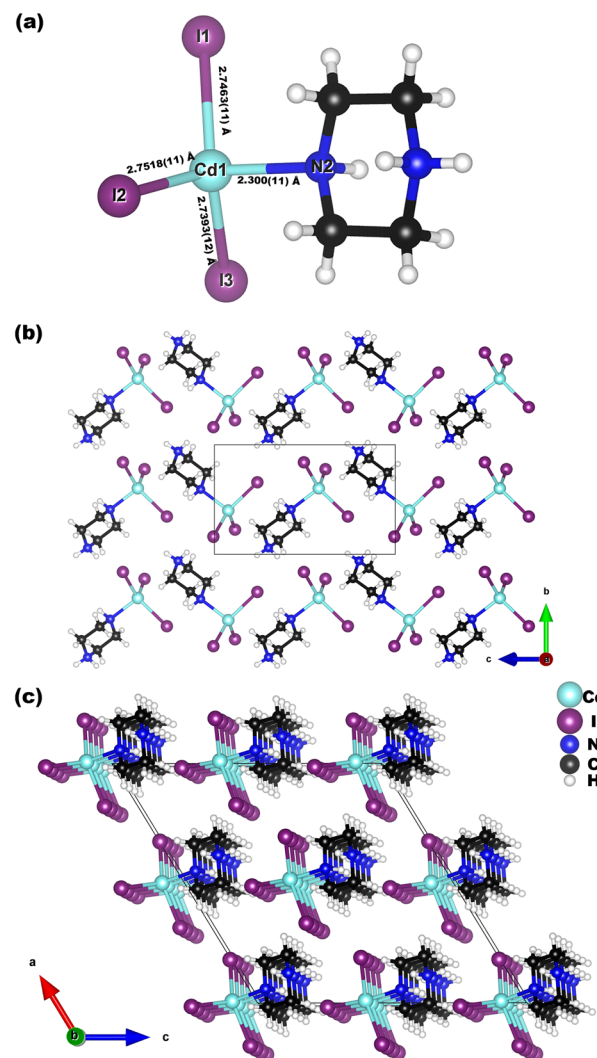 (a)
I1
2.7463(11) Å
2.7518(11) Å
Cd1
N2
2.300(11) Å
I2
2.7393(12) Å
I3
(b)
b
c
a
(c)
I
N
C
H
a
b
c